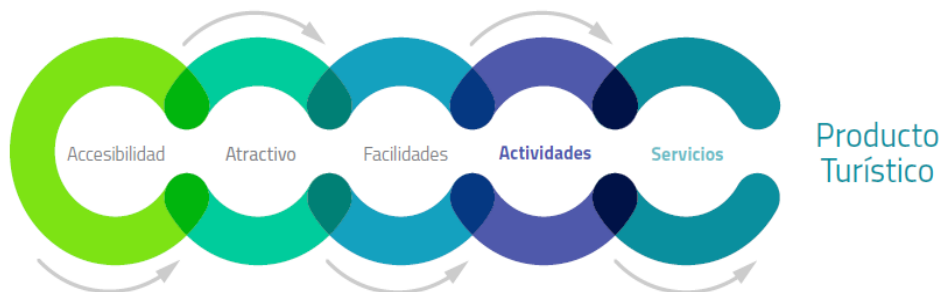 Accesibilidad
Atractivo
Facilidades
Actividades
Servicios
Producto
Turístico